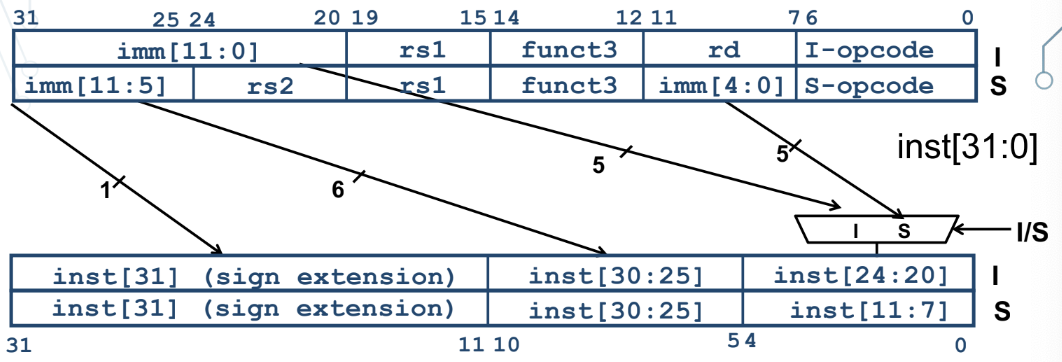 31 25 24 20 19 15 14 12 11 7 6 0
imm[11:0] rs1 funct3 rd I-opcode I
imm[11:5] rs2 rs1 funct3 imm[4:0] S-opcode S
inst[31:0]
1 6 5 5
I S I/S
inst[31] (sign extension) inst[30:25] inst[24:20] I
inst[31] (sign extension) inst[30:25] inst[11:7] S
31 11 10 5 4 0